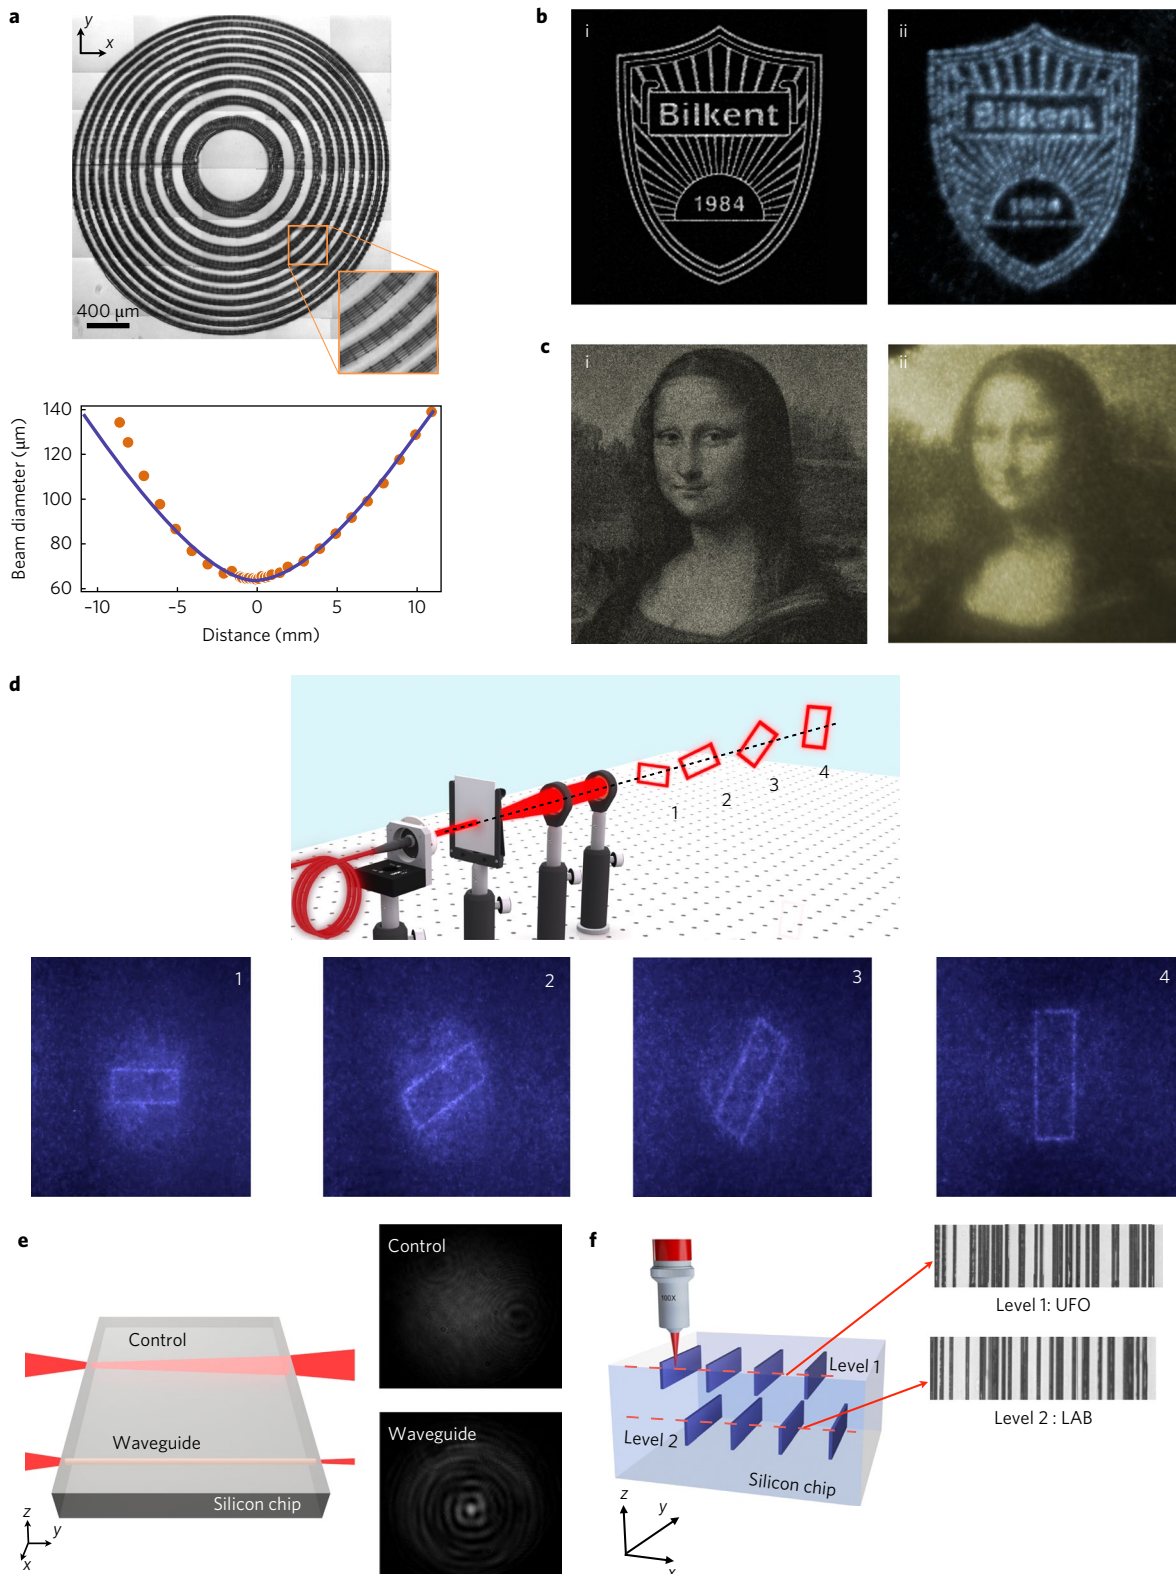 a
y
x
400 μm
Beam diameter (μm)
140
120
100
80
60
−10
−5
0
5
10
Distance (mm)
b
i
Bilkent
1984
ii
Bilkent
c
i
ii
d
1
2
3
4
1
2
3
4
e
Control
Waveguide
Silicon chip
z
y
x
Control
Waveguide
f
100X
Level 1
Level 2
Silicon chip
z
y
x
Level 1: UFO
Level 2 : LAB